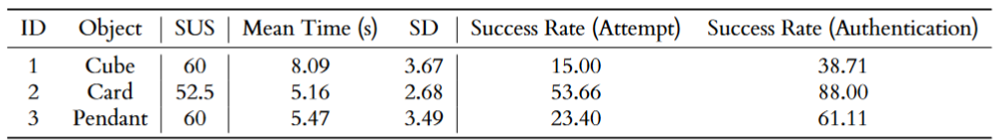 ID Object SUS Mean Time (s) SD Success Rate (Attempt) Success Rate (Authentication)
1 Cube 60 8.09 3.67 15.00 38.71
2 Card 52.5 5.16 2.68 53.66 88.00
3 Pendant 60 5.47 3.49 23.40 61.11